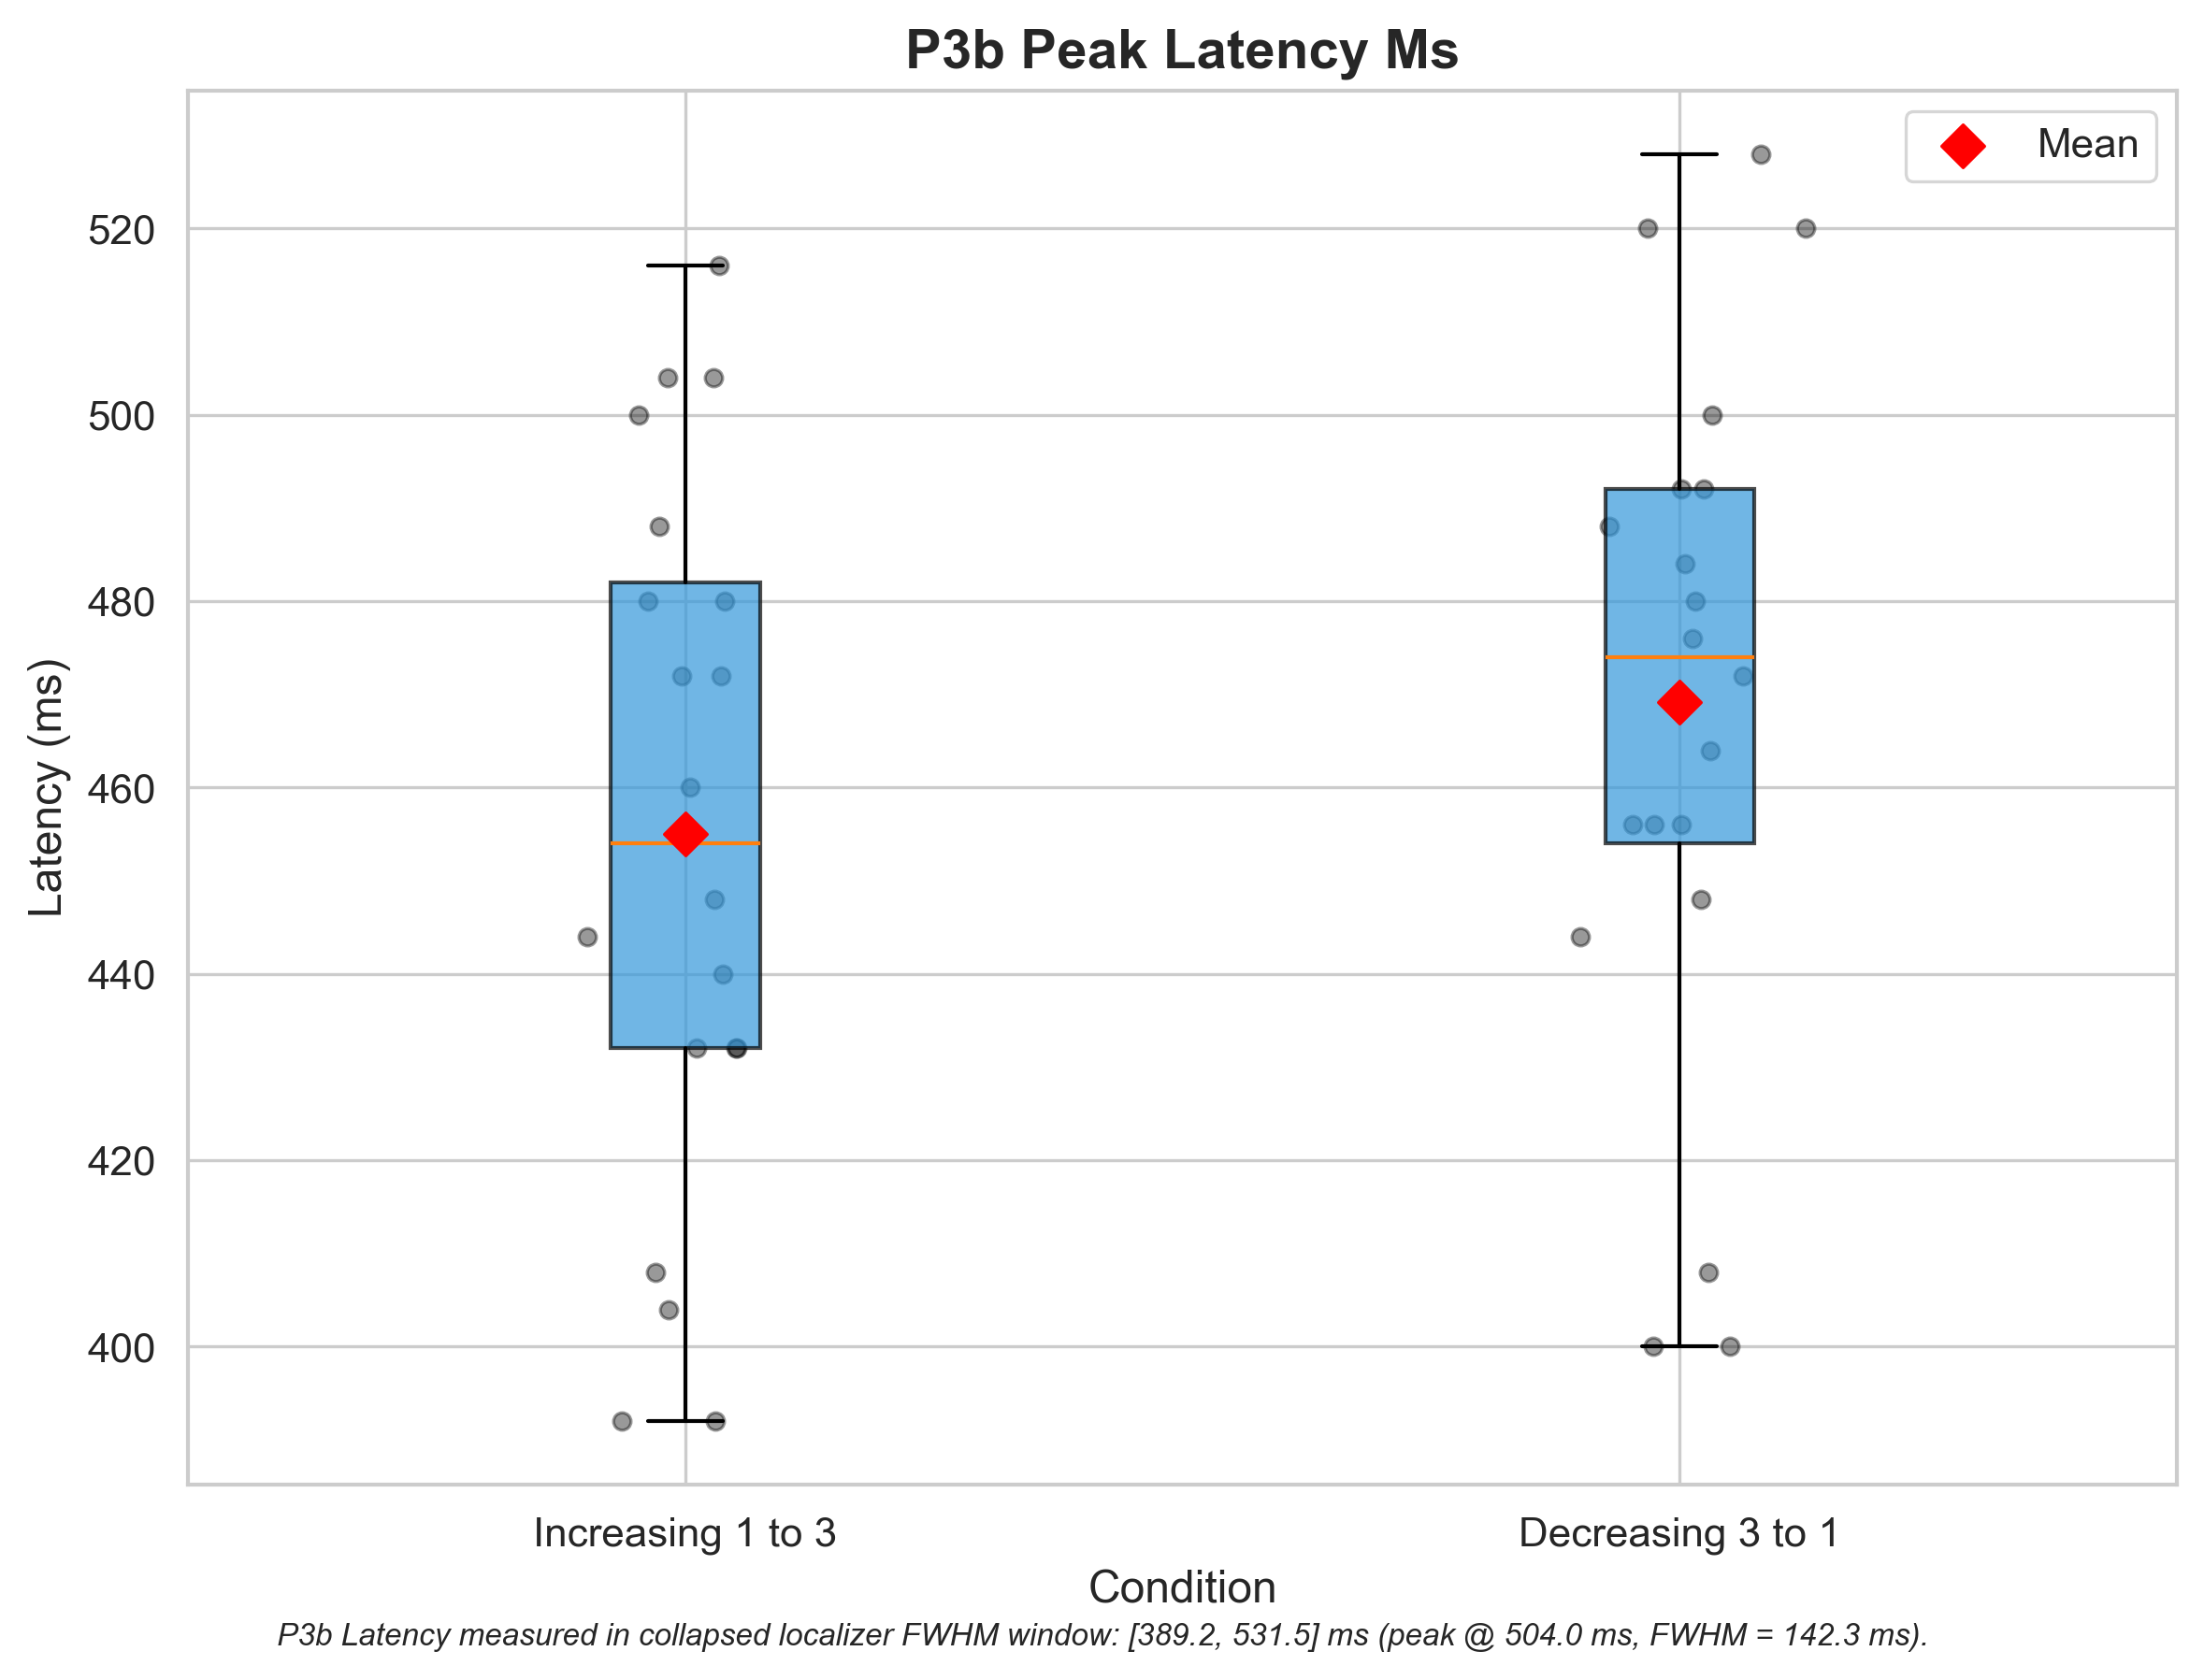 P3b Peak Latency Ms
Mean
520
500
480
460
440
420
400
Latency (ms)
Increasing 1 to 3
Decreasing 3 to 1
Condition
P3b Latency measured in collapsed localizer FWHM window: [389.2, 531.5] ms (peak @ 504.0 ms, FWHM = 142.3 ms).